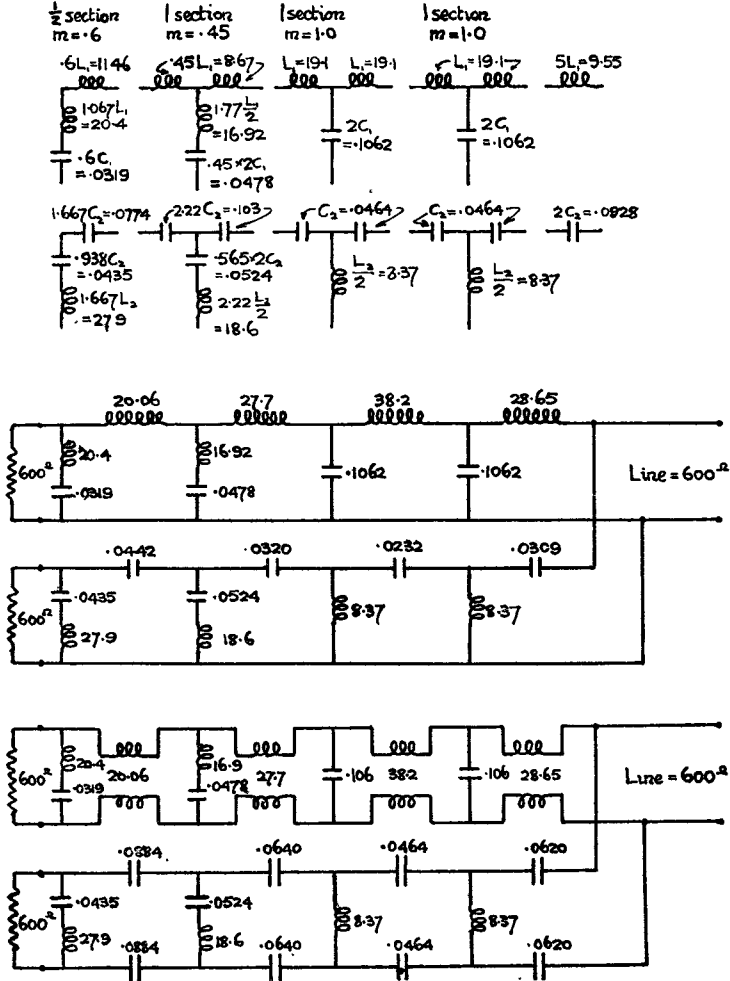 ½ section
m=·6
1 section
m=·45
1 section
m=1·0
1 section
m=1·0
·6L₁=1146
·45L₁=8·67
L₁=19·1
L₁=19·1
L₁=19·1
5L₁=9·55
1·067L₁
=20·4
1·77 L₁/2
=16·92
2C₁
=·1062
2C₁
=·1062
·6C₁
=·0319
·45×2C₁
=·0478
1·667C₂=·0774
2·22C₂=·103
C₂=·0464
C₂=·0464
2C₂=·0928
·938C₂
=·0435
·565×2C₂
=·0524
L₂/2=8·37
L₂/2=8·37
1·667L₂
=27·9
2·22 L₂/2
=18·6
20·06
27·7
38·2
28·65
600Ω
20·4
·0319
16·92
·0478
·1062
·1062
Line=600Ω
·0442
·0320
·0232
·0309
600Ω
·0435
27·9
·0524
18·6
8·37
8·37
600Ω
20·4
·0319
20·06
16·9
·0478
27·7
·106
38·2
·106
28·65
Line=600Ω
·0884
·0640
·0464
·0620
600Ω
·0435
27·9
·0524
18·6
8·37
8·37
·0884
·0640
·0464
·0620